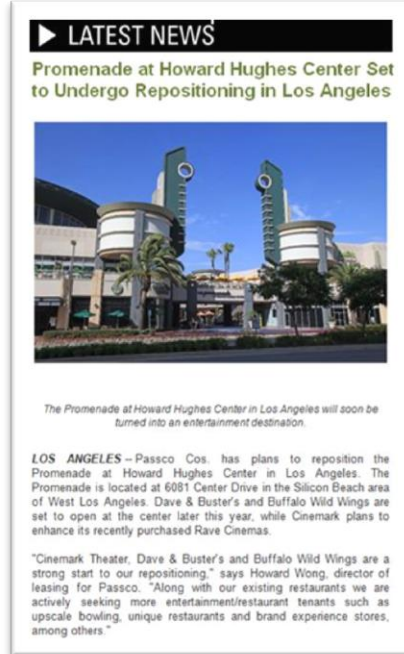 LATEST NEWS
Promenade at Howard Hughes Center Set
to Undergo Repositioning in Los Angeles
The Promenade at Howard Hughes Center in Los Angeles will soon be
turned into an entertainment destination.
LOS ANGELES – Passco Cos. has plans to reposition the
Promenade at Howard Hughes Center in Los Angeles. The
Promenade is located at 6081 Center Drive in the Silicon Beach area
of West Los Angeles. Dave & Buster's and Buffalo Wild Wings are
set to open at the center later this year, while Cinemark plans to
enhance its recently purchased Rave Cinemas.
"Cinemark Theater, Dave & Buster's and Buffalo Wild Wings are a
strong start to our repositioning," says Howard Wong, director of
leasing for Passco. "Along with our existing restaurants we are
actively seeking more entertainment/restaurant tenants such as
upscale bowling, unique restaurants and brand experience stores,
among others."